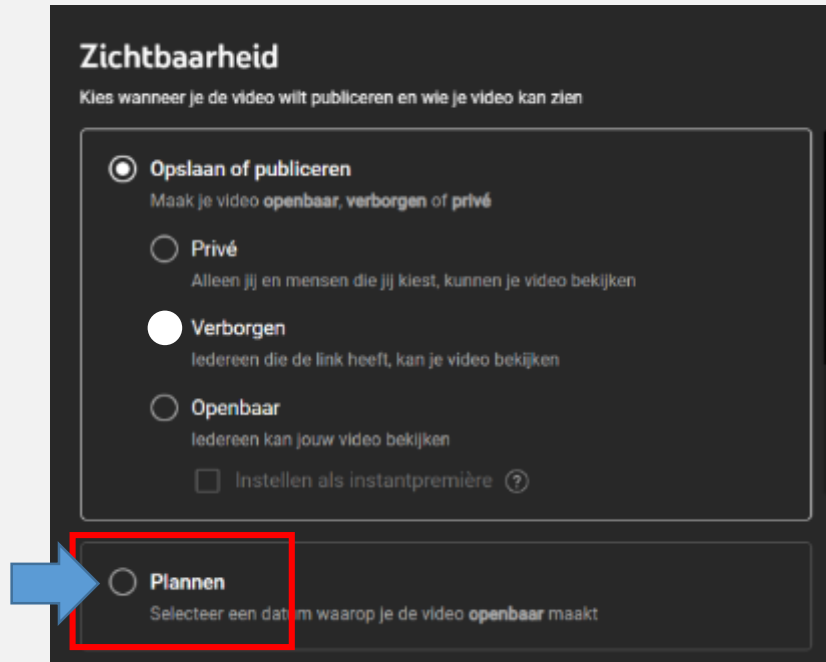 Zichtbaarheid
Kies wanneer je de video wilt publiceren en wie je video kan zien
Opslaan of publiceren
Maak je video openbaar, verborgen of privé
Privé
Alleen jij en mensen die jij kiest, kunnen je video bekijken
Verborgen
Iedereen die de link heeft, kan je video bekijken
Openbaar
Iedereen kan jouw video bekijken
Instellen als instantpremière ?
Plannen
Selecteer een datum waarop je de video openbaar maakt